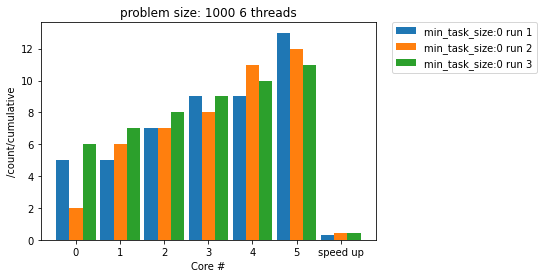 problem size: 1000 6 threads
min_task_size:0 run 1
min_task_size:0 run 2
min_task_size:0 run 3
/count/cumulative
12
10
8
6
4
2
0
0 1 2 3 4 5 speed up
Core #